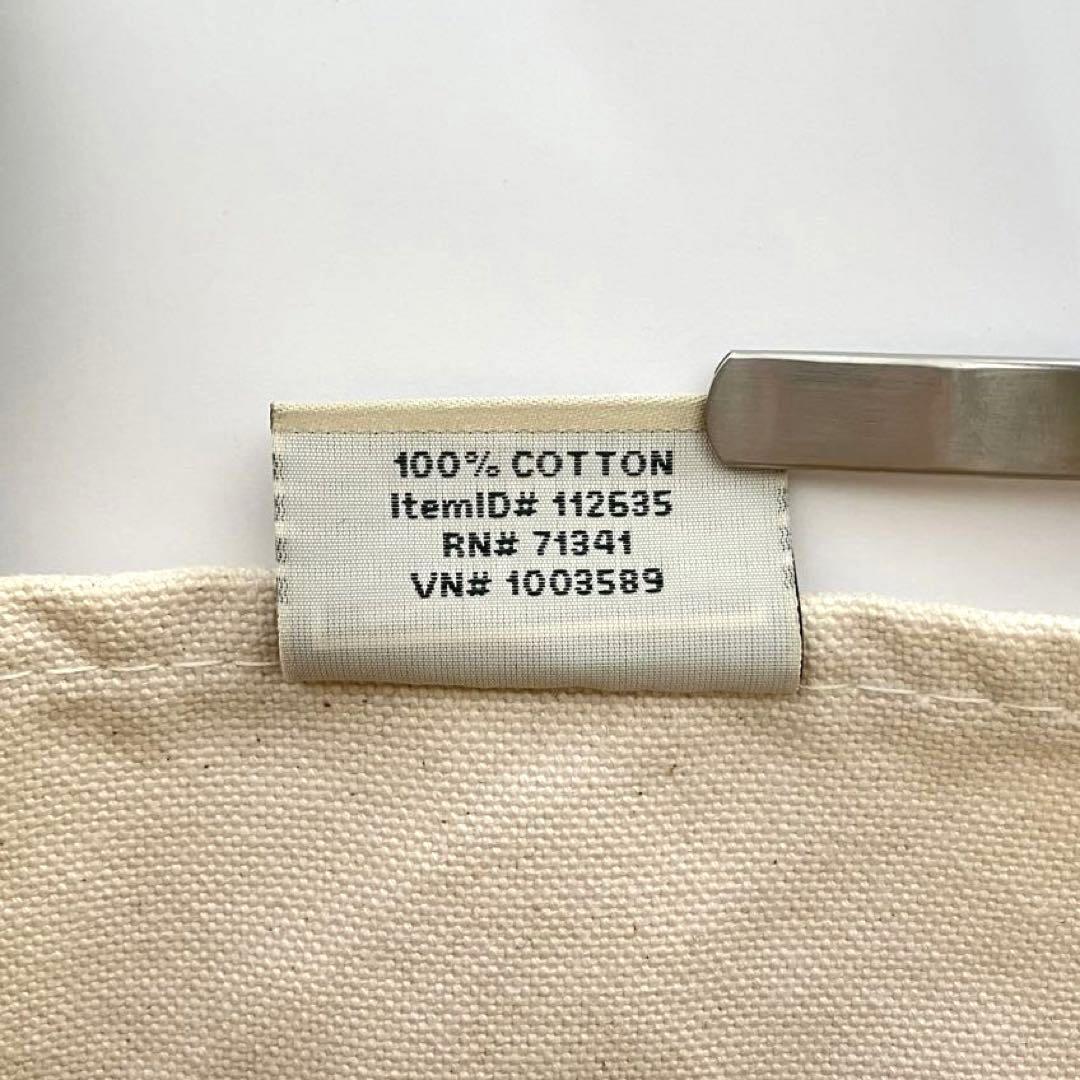 100% COTTON
ItemID# 112635
RN# 71341
VN# 1003589